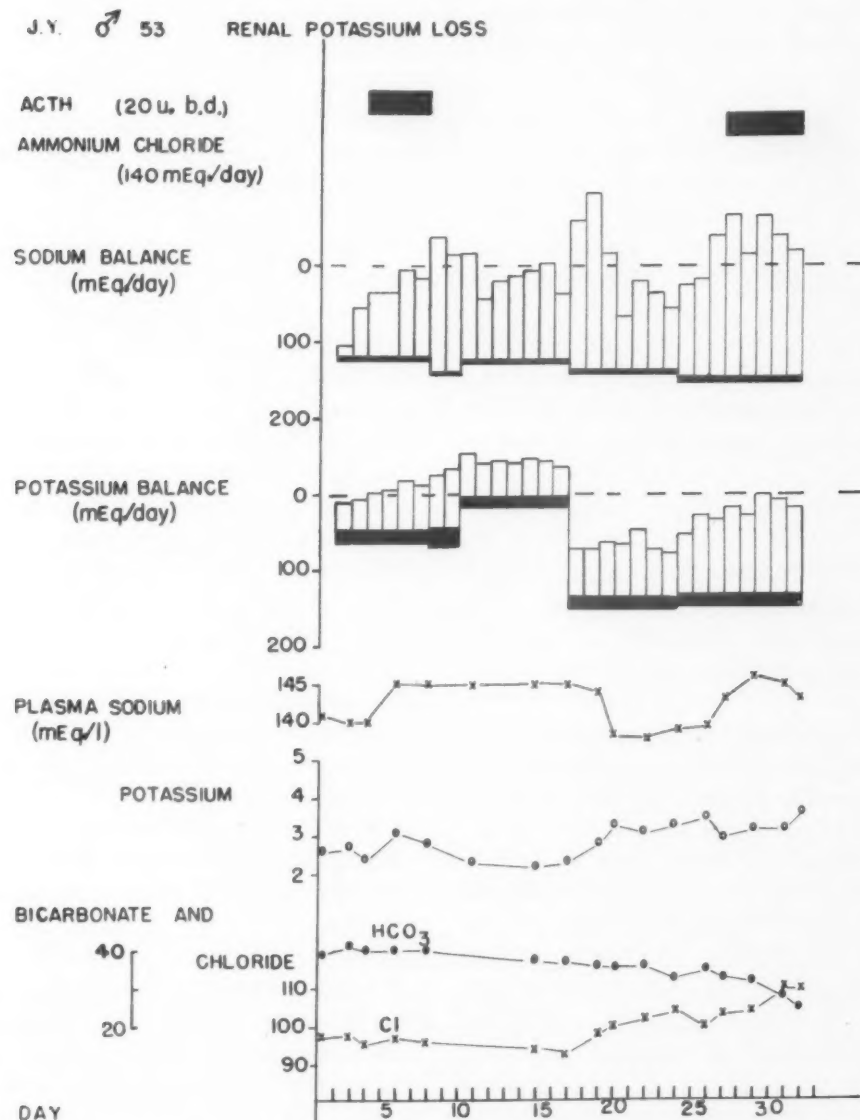 J.Y. ♂ 53 RENAL POTASSIUM LOSS
ACTH (20 u. b.d.)
AMMONIUM CHLORIDE
(140 mEq./day)
SODIUM BALANCE
(mEq/day)
0
100
200
POTASSIUM BALANCE
(mEq/day)
0
100
200
PLASMA SODIUM
(mEq/l)
145
140
POTASSIUM
5
4
3
2
BICARBONATE AND
CHLORIDE
40
20
HCO3
110
100
90
Cl
DAY 5 10 15 20 25 30